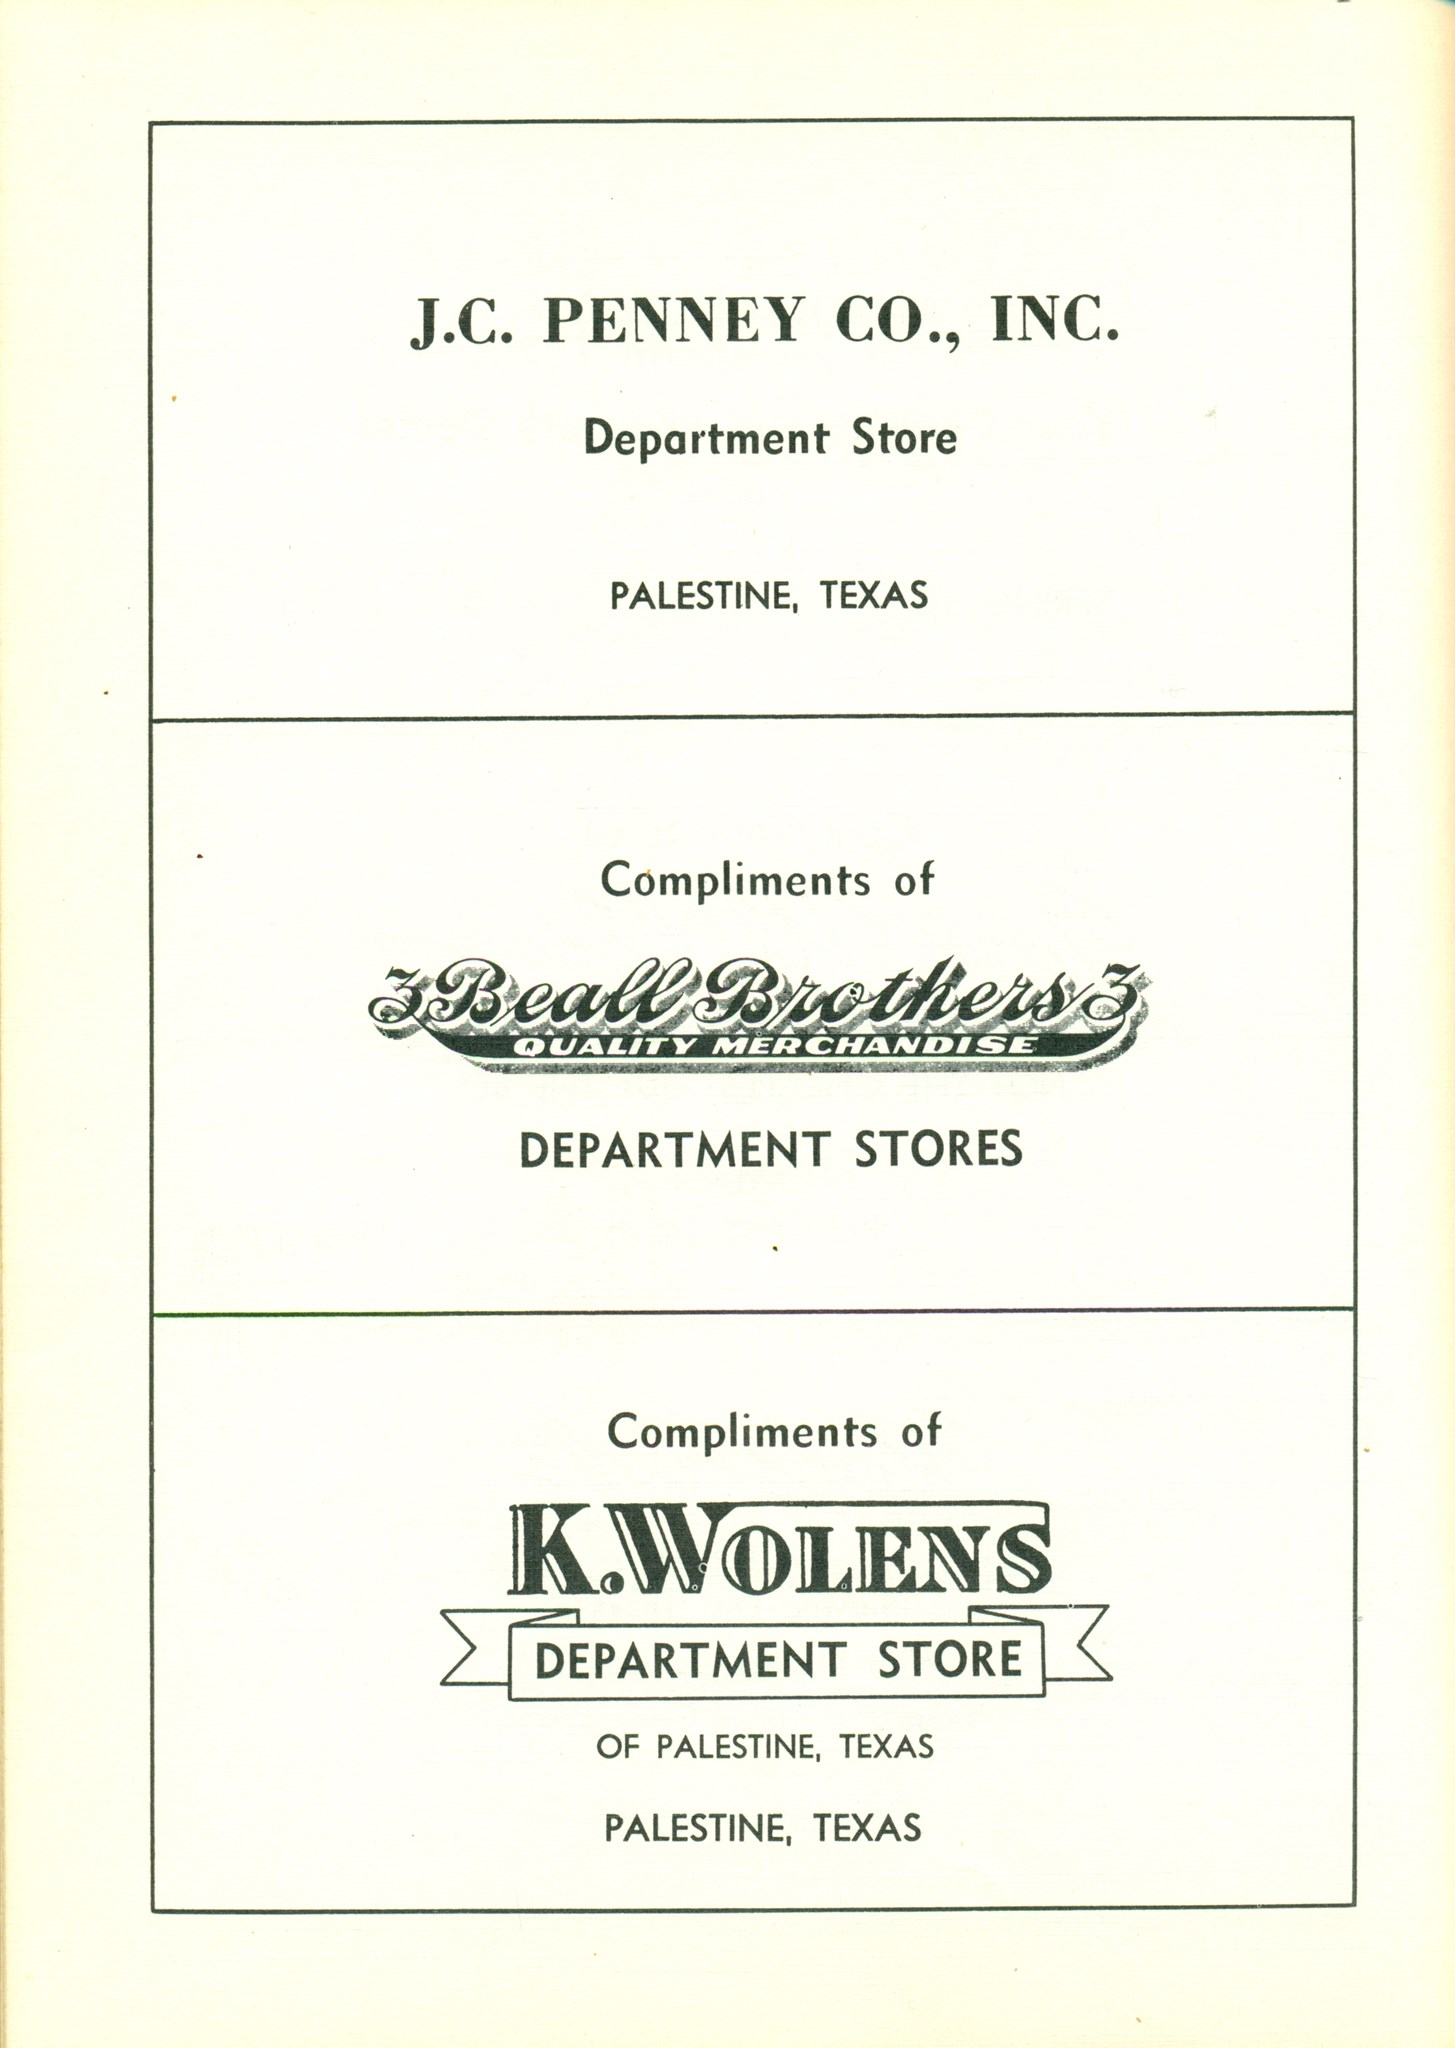 J.C. PENNEY CO., INC.
Department Store
PALESTINE, TEXAS
Compliments of
3 Beall Brothers 3
QUALITY MERCHANDISE
DEPARTMENT STORES
Compliments of
K. WOLENS
DEPARTMENT STORE
OF PALESTINE, TEXAS
PALESTINE, TEXAS